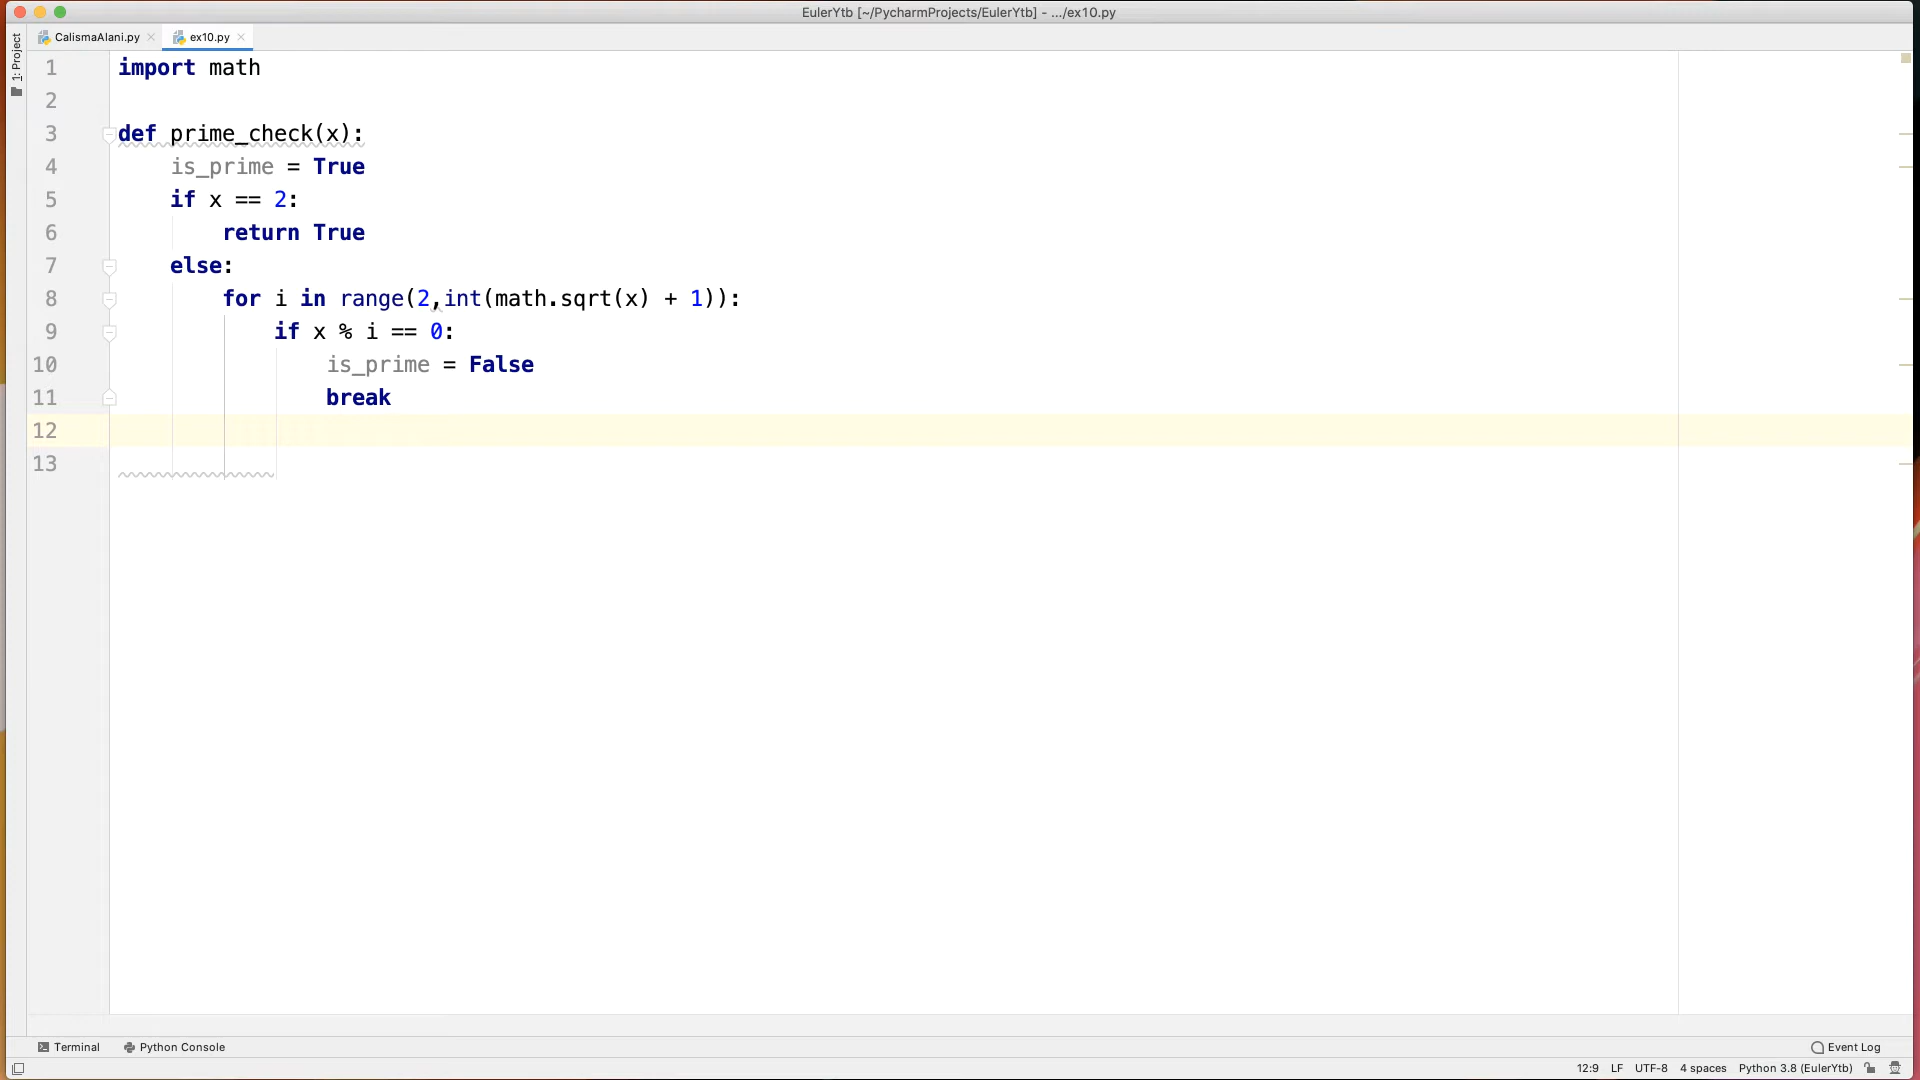 EulerYtb [~/PycharmProjects/EulerYtb] - .../ex10.py
CalismaAlani.py
ex10.py
1: Project
1 import math
2
3 def prime_check(x):
4     is_prime = True
5     if x == 2:
6         return True
7     else:
8         for i in range(2,int(math.sqrt(x) + 1)):
9             if x % i == 0:
10                 is_prime = False
11                 break
12
13
Terminal Python Console Event Log
12:9 LF UTF-8 4 spaces Python 3.8 (EulerYtb)